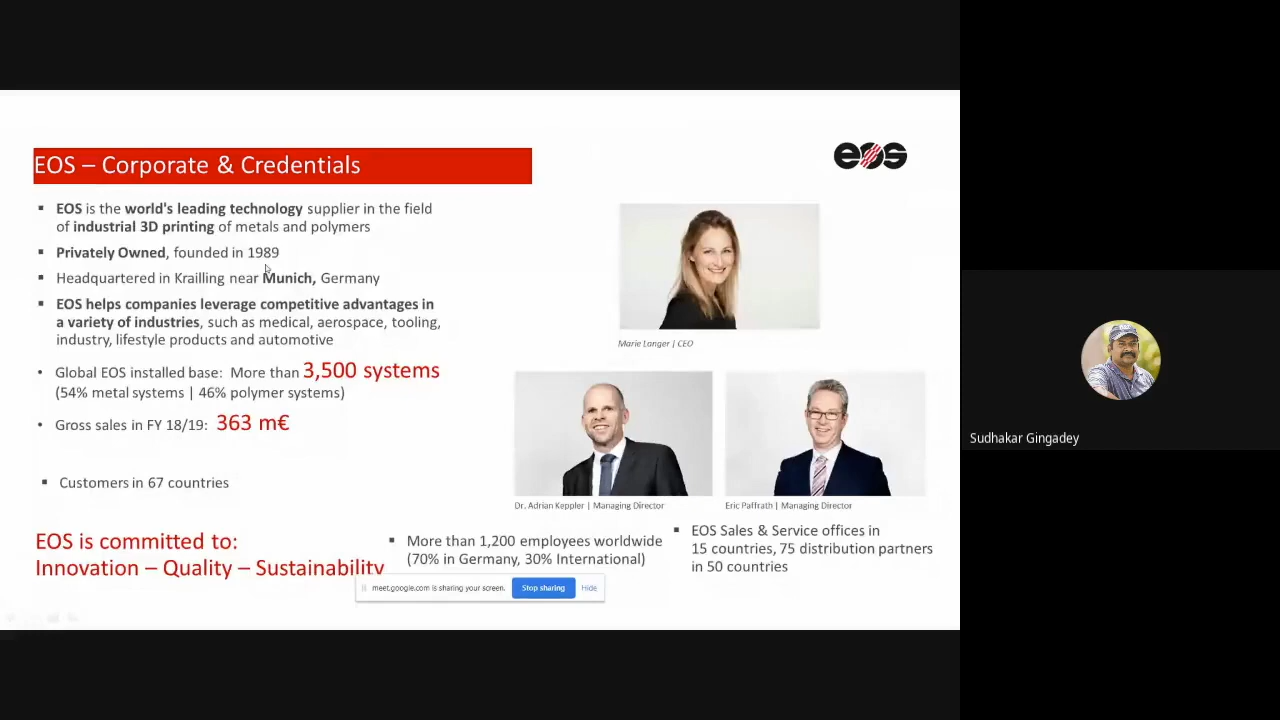 EOS – Corporate & Credentials
eos
▪ EOS is the world's leading technology supplier in the field
of industrial 3D printing of metals and polymers
▪ Privately Owned, founded in 1989
▪ Headquartered in Krailling near Munich, Germany
▪ EOS helps companies leverage competitive advantages in
a variety of industries, such as medical, aerospace, tooling,
industry, lifestyle products and automotive
• Global EOS installed base: More than 3,500 systems
(54% metal systems | 46% polymer systems)
• Gross sales in FY 18/19: 363 m€
▪ Customers in 67 countries
EOS is committed to:
Innovation – Quality – Sustainability
Marie Langer | CEO
Dr. Adrian Keppler | Managing Director
Eric Paffrath | Managing Director
▪ More than 1,200 employees worldwide
(70% in Germany, 30% International)
▪ EOS Sales & Service offices in
15 countries, 75 distribution partners
in 50 countries
meet.google.com is sharing your screen.
Stop sharing
Hide
Sudhakar Gingadey